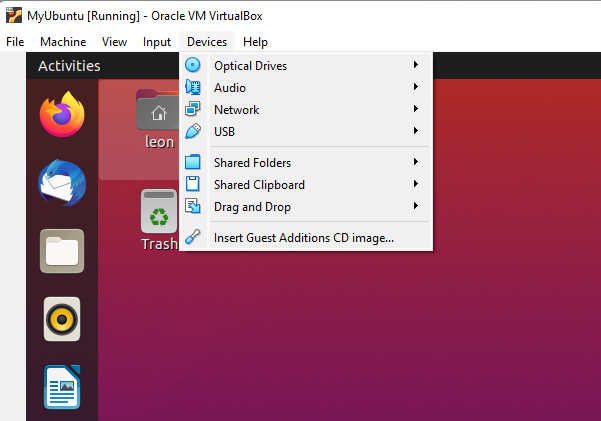 MyUbuntu [Running] - Oracle VM VirtualBox
File Machine View Input Devices Help
Activities
Optical Drives
Audio
Network
USB
Shared Folders
Shared Clipboard
Drag and Drop
Insert Guest Additions CD image...
leon
Trash